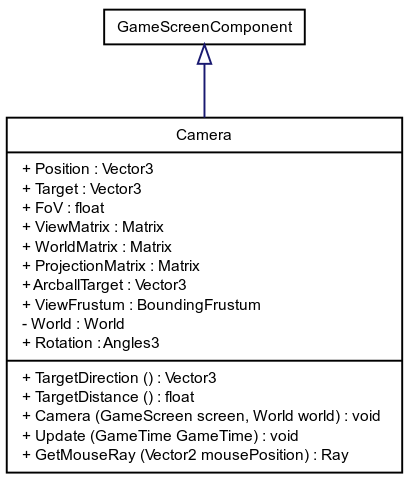 GameScreenComponent
Camera
+ Position : Vector3
+ Target : Vector3
+ FoV : float
+ ViewMatrix : Matrix
+ WorldMatrix : Matrix
+ ProjectionMatrix : Matrix
+ ArcballTarget : Vector3
+ ViewFrustum : BoundingFrustum
- World : World
+ Rotation : Angles3
+ TargetDirection () : Vector3
+ TargetDistance () : float
+ Camera (GameScreen screen, World world) : void
+ Update (GameTime GameTime) : void
+ GetMouseRay (Vector2 mousePosition) : Ray